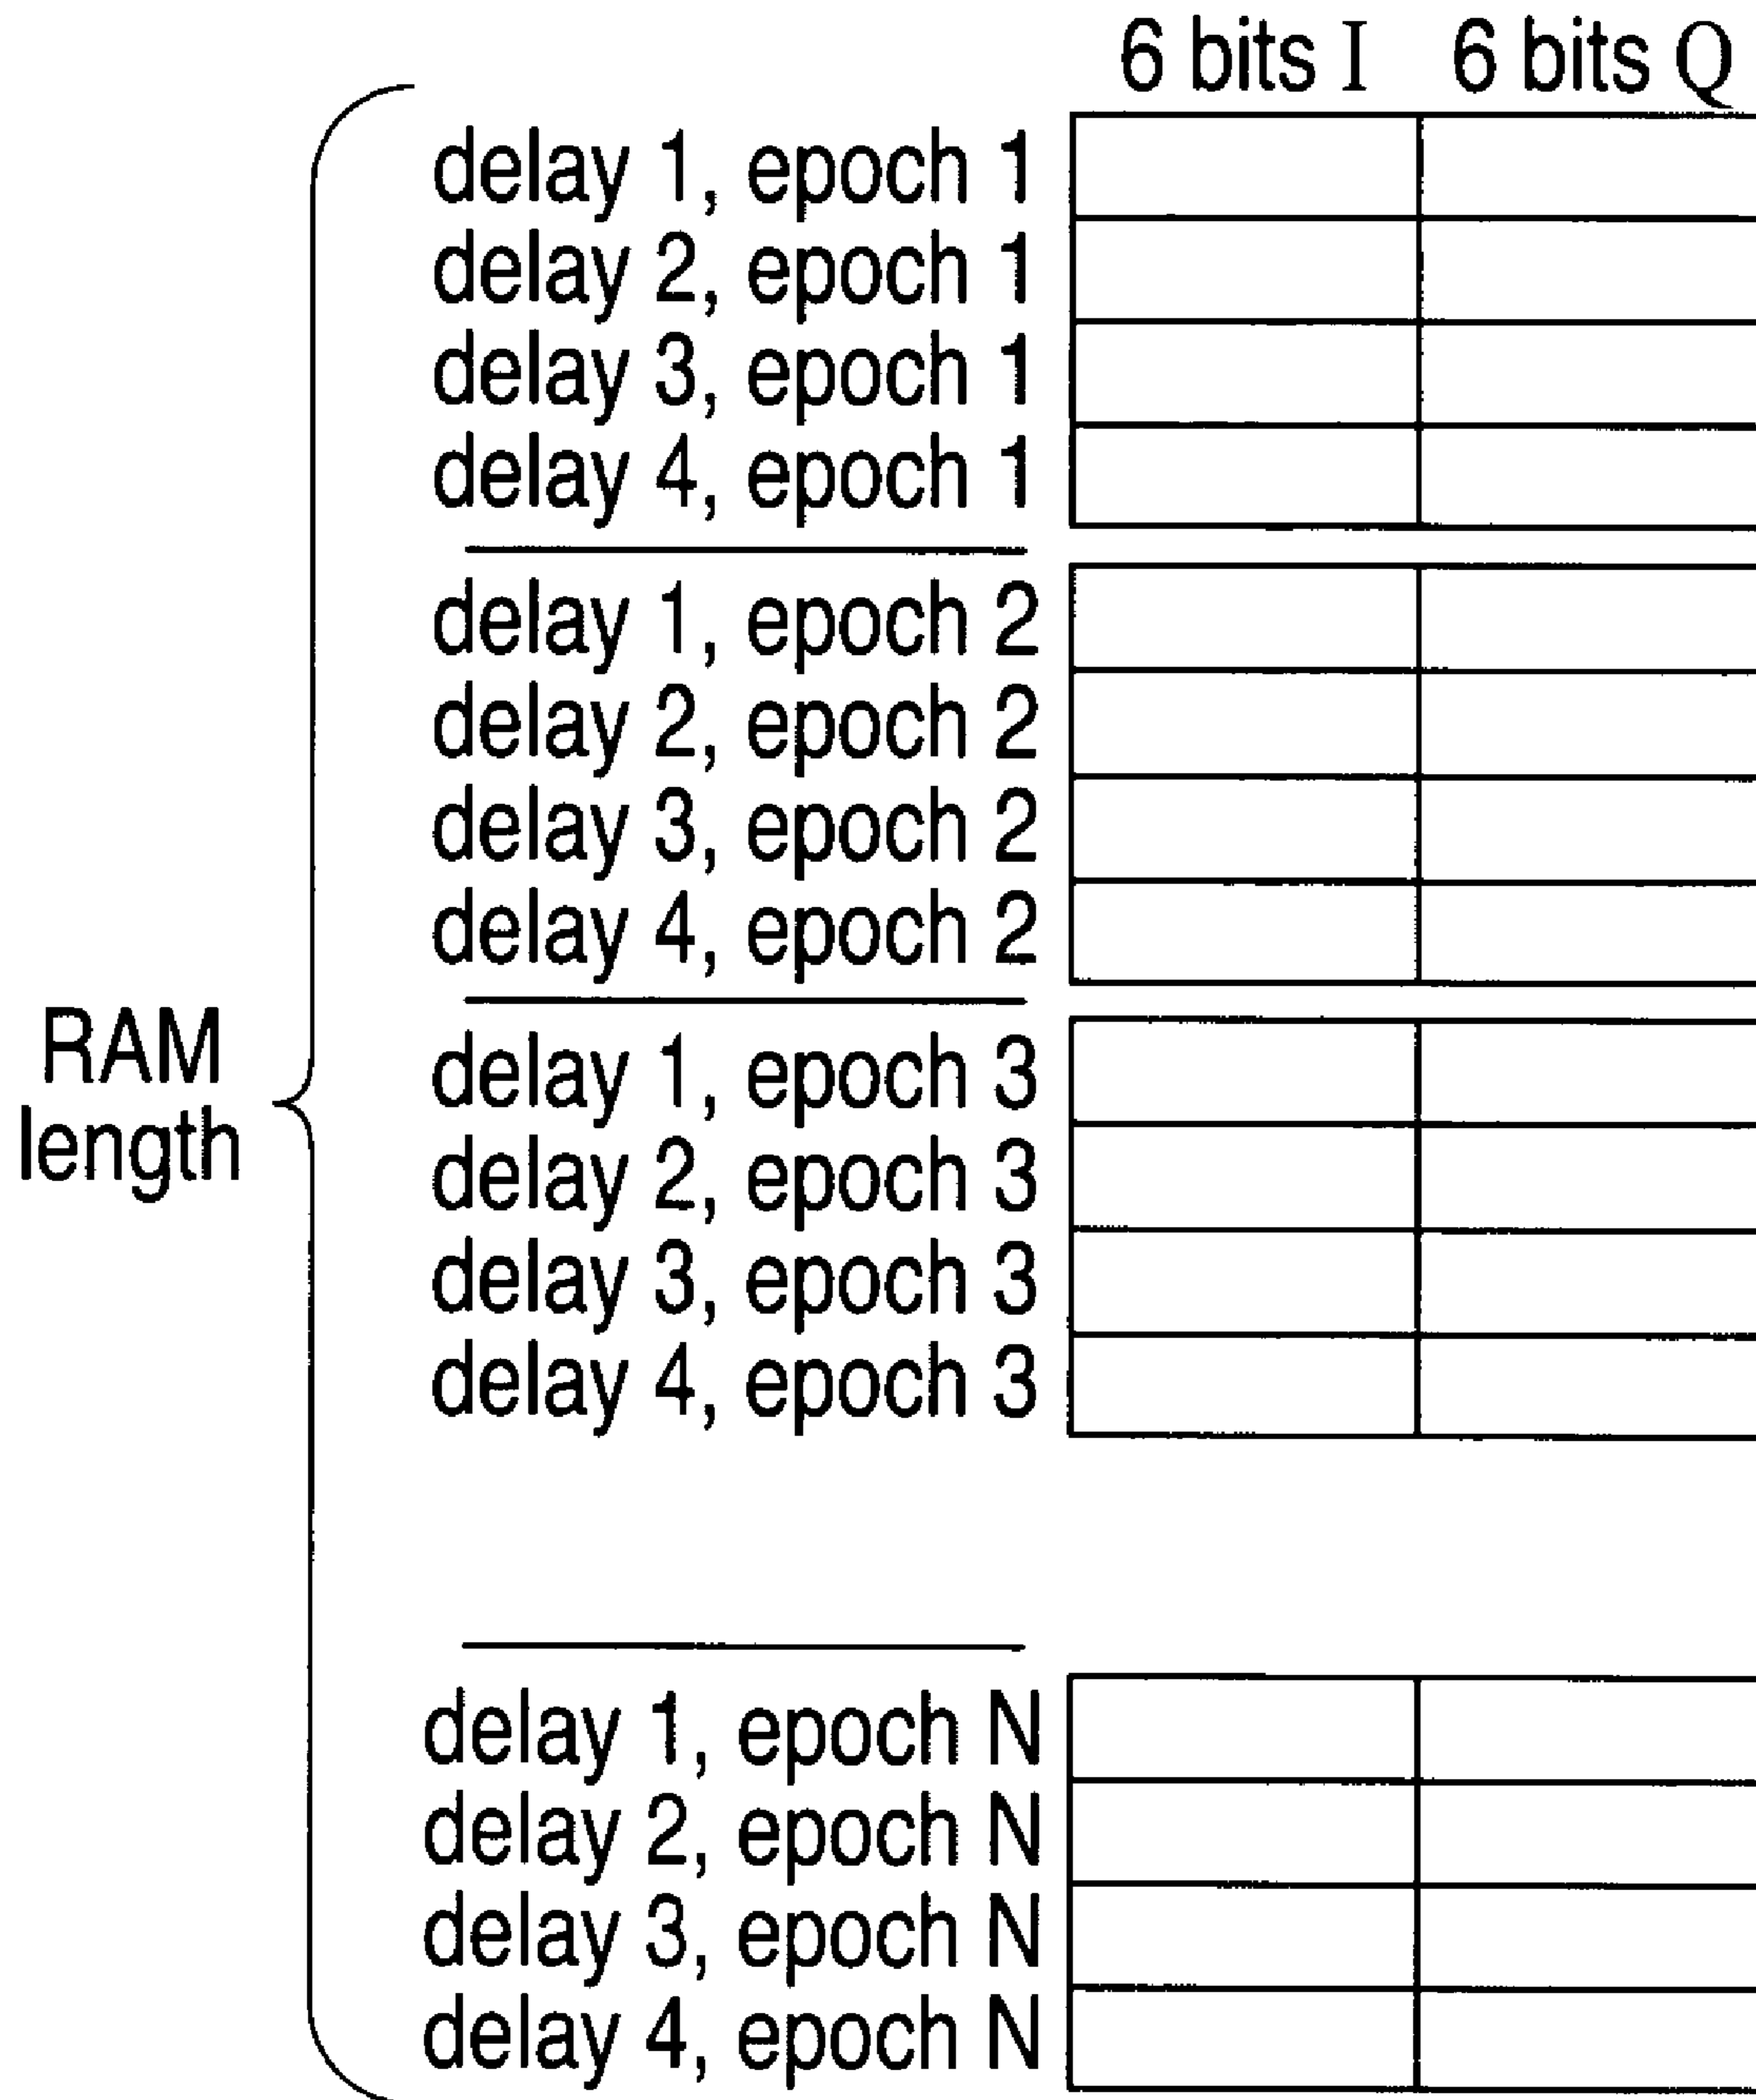 6 bits I 6 bits Q
delay 1, epoch 1
delay 2, epoch 1
delay 3, epoch 1
delay 4, epoch 1
delay 1, epoch 2
delay 2, epoch 2
delay 3, epoch 2
delay 4, epoch 2
RAM
length
delay 1, epoch 3
delay 2, epoch 3
delay 3, epoch 3
delay 4, epoch 3
delay 1, epoch N
delay 2, epoch N
delay 3, epoch N
delay 4, epoch N